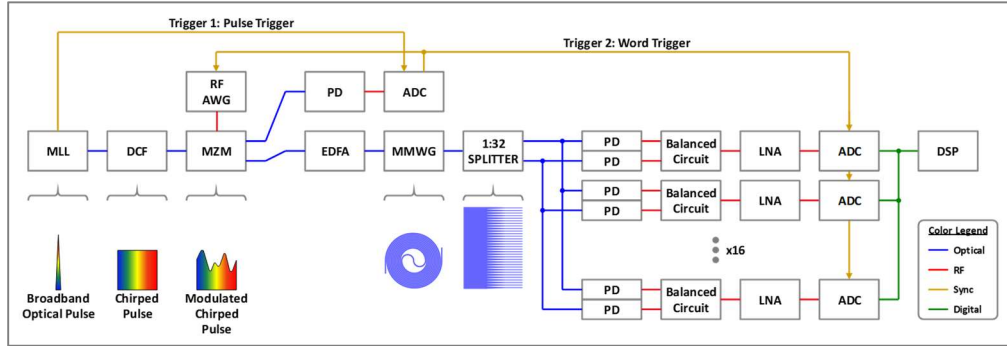 Trigger 1: Pulse Trigger
Trigger 2: Word Trigger
RF
AWG
PD
ADC
MLL
DCF
MZM
EDFA
MMWG
1:32
SPLITTER
PD
PD
Balanced
Circuit
LNA
ADC
DSP
PD
PD
Balanced
Circuit
LNA
ADC
x16
PD
PD
Balanced
Circuit
LNA
ADC
Broadband
Optical Pulse
Chirped
Pulse
Modulated
Chirped
Pulse
Color Legend
Optical
RF
Sync
Digital